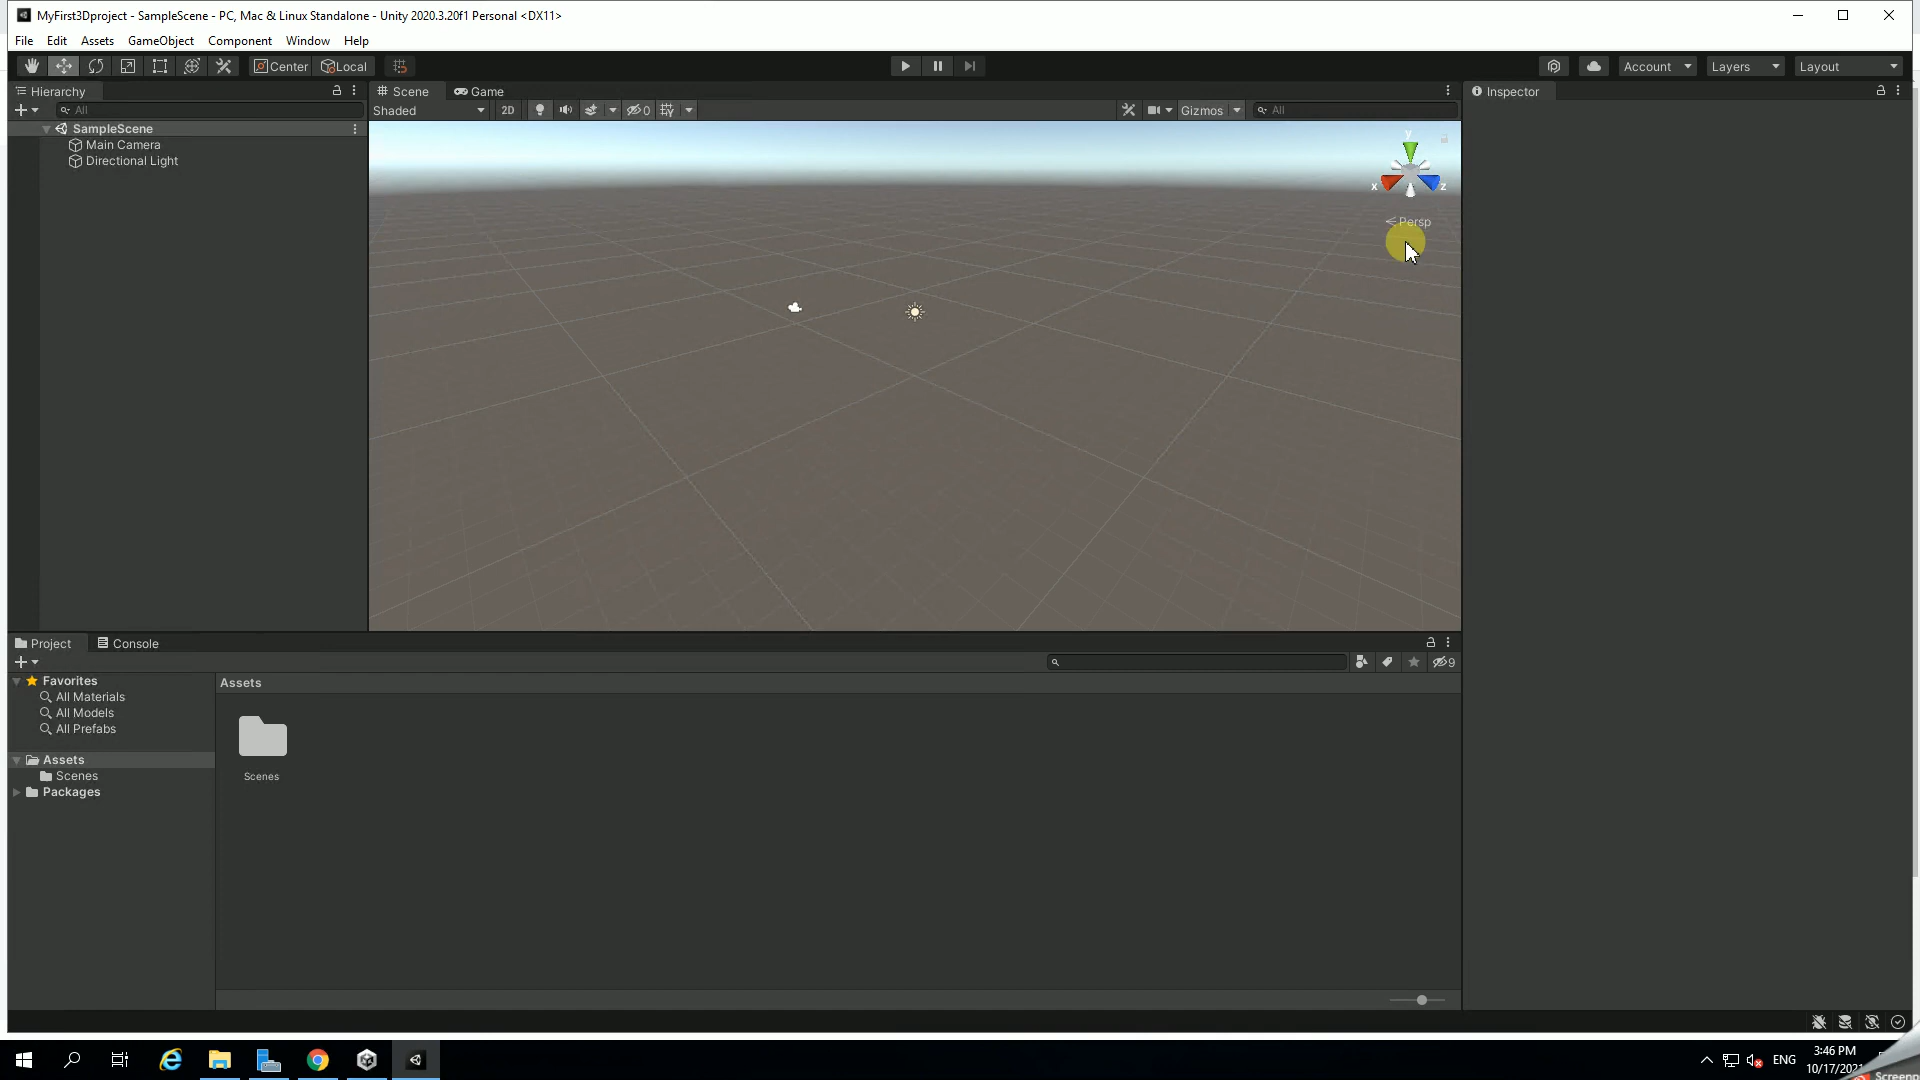 MyFirst3Dproject - SampleScene - PC, Mac & Linux Standalone - Unity 2020.3.20f1 Personal <DX11>
File Edit Assets GameObject Component Window Help
Center Local Account Layers Layout
Hierarchy
All
SampleScene
Main Camera
Directional Light
Scene Game
Shaded 2D 0 Gizmos All
y
x z
Persp
Inspector
Project Console
9
Favorites
All Materials
All Models
All Prefabs
Assets
Scenes
Packages
Assets
Scenes
ENG
3:46 PM